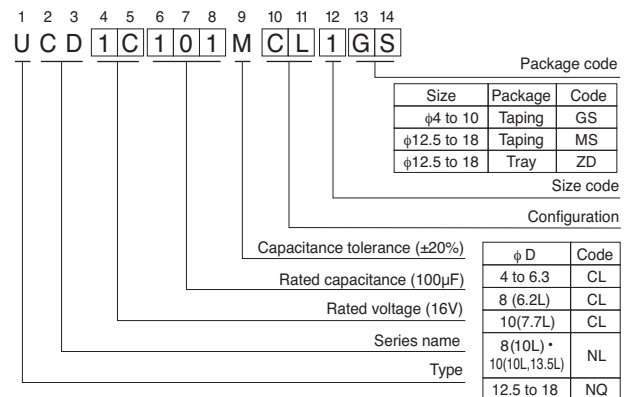 1 2 3 4 5 6 7 8 9 10 11 12 13 14
U C D 1 C 1 0 1 M C L 1 G S
Package code
Size Package Code
ϕ4 to 10 Taping GS
ϕ12.5 to 18 Taping MS
ϕ12.5 to 18 Tray ZD
Size code
Configuration
Capacitance tolerance (±20%)
Rated capacitance (100µF)
Rated voltage (16V)
Series name
Type
ϕ D Code
4 to 6.3 CL
8 (6.2L) CL
10(7.7L) CL
8(10L) •
10(10L,13.5L) NL
12.5 to 18 NQ